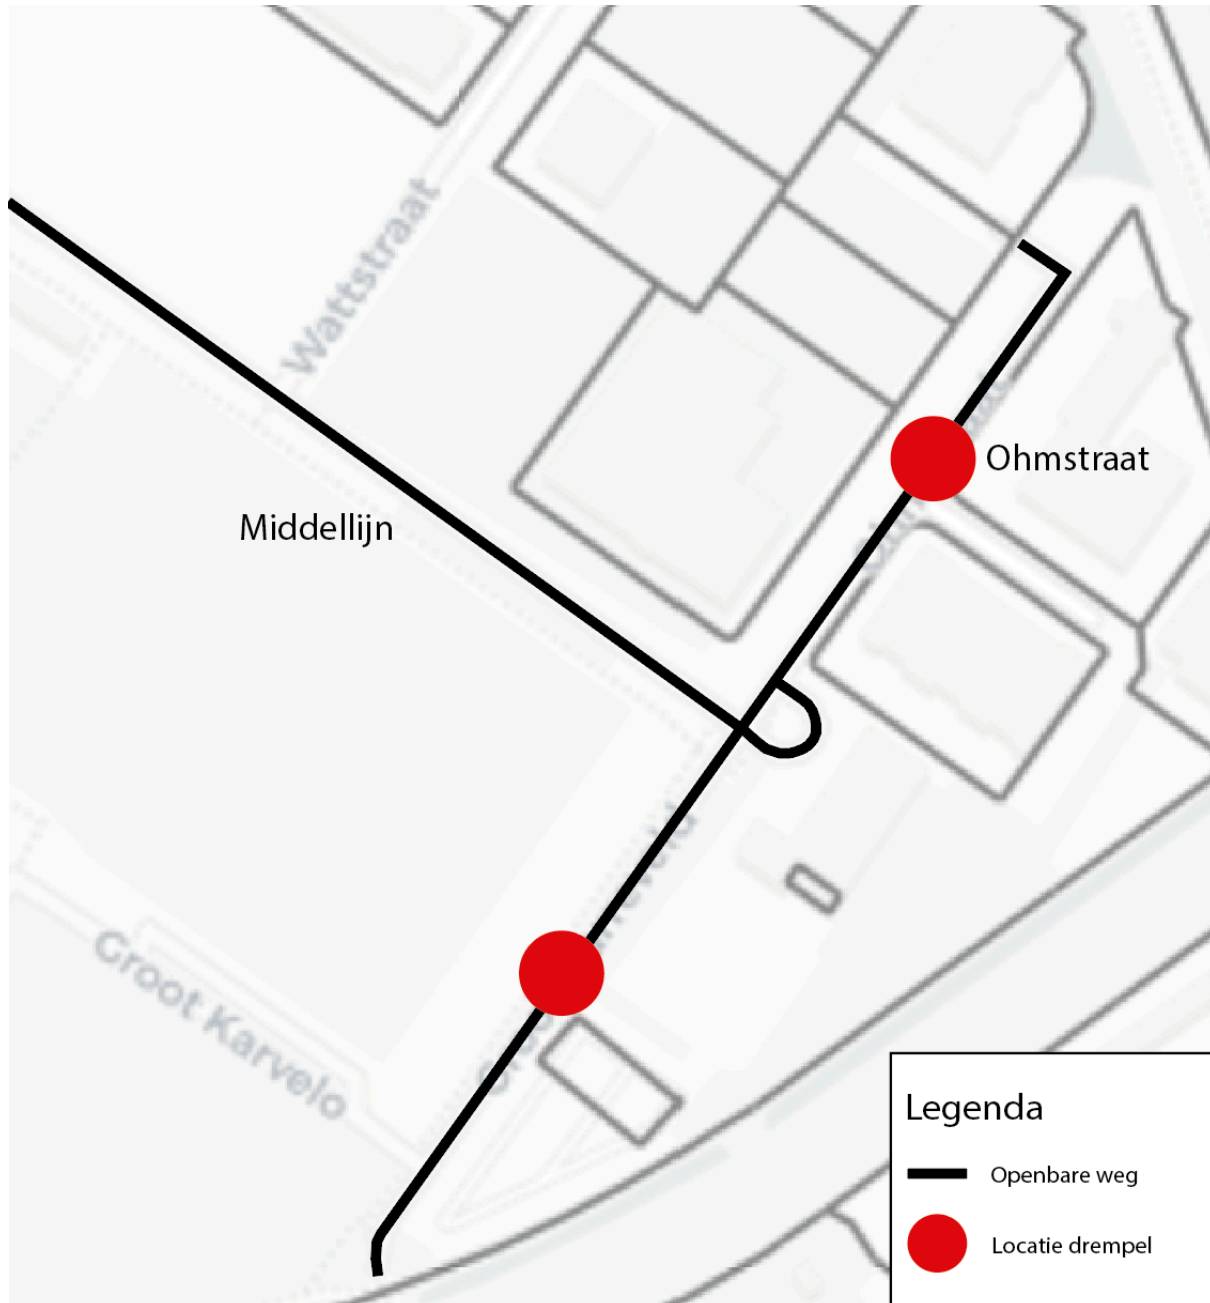 Wattstraat
Ohmstraat
Middellijn
Groot Karvelo
Legenda
Openbare weg
Locatie drempel